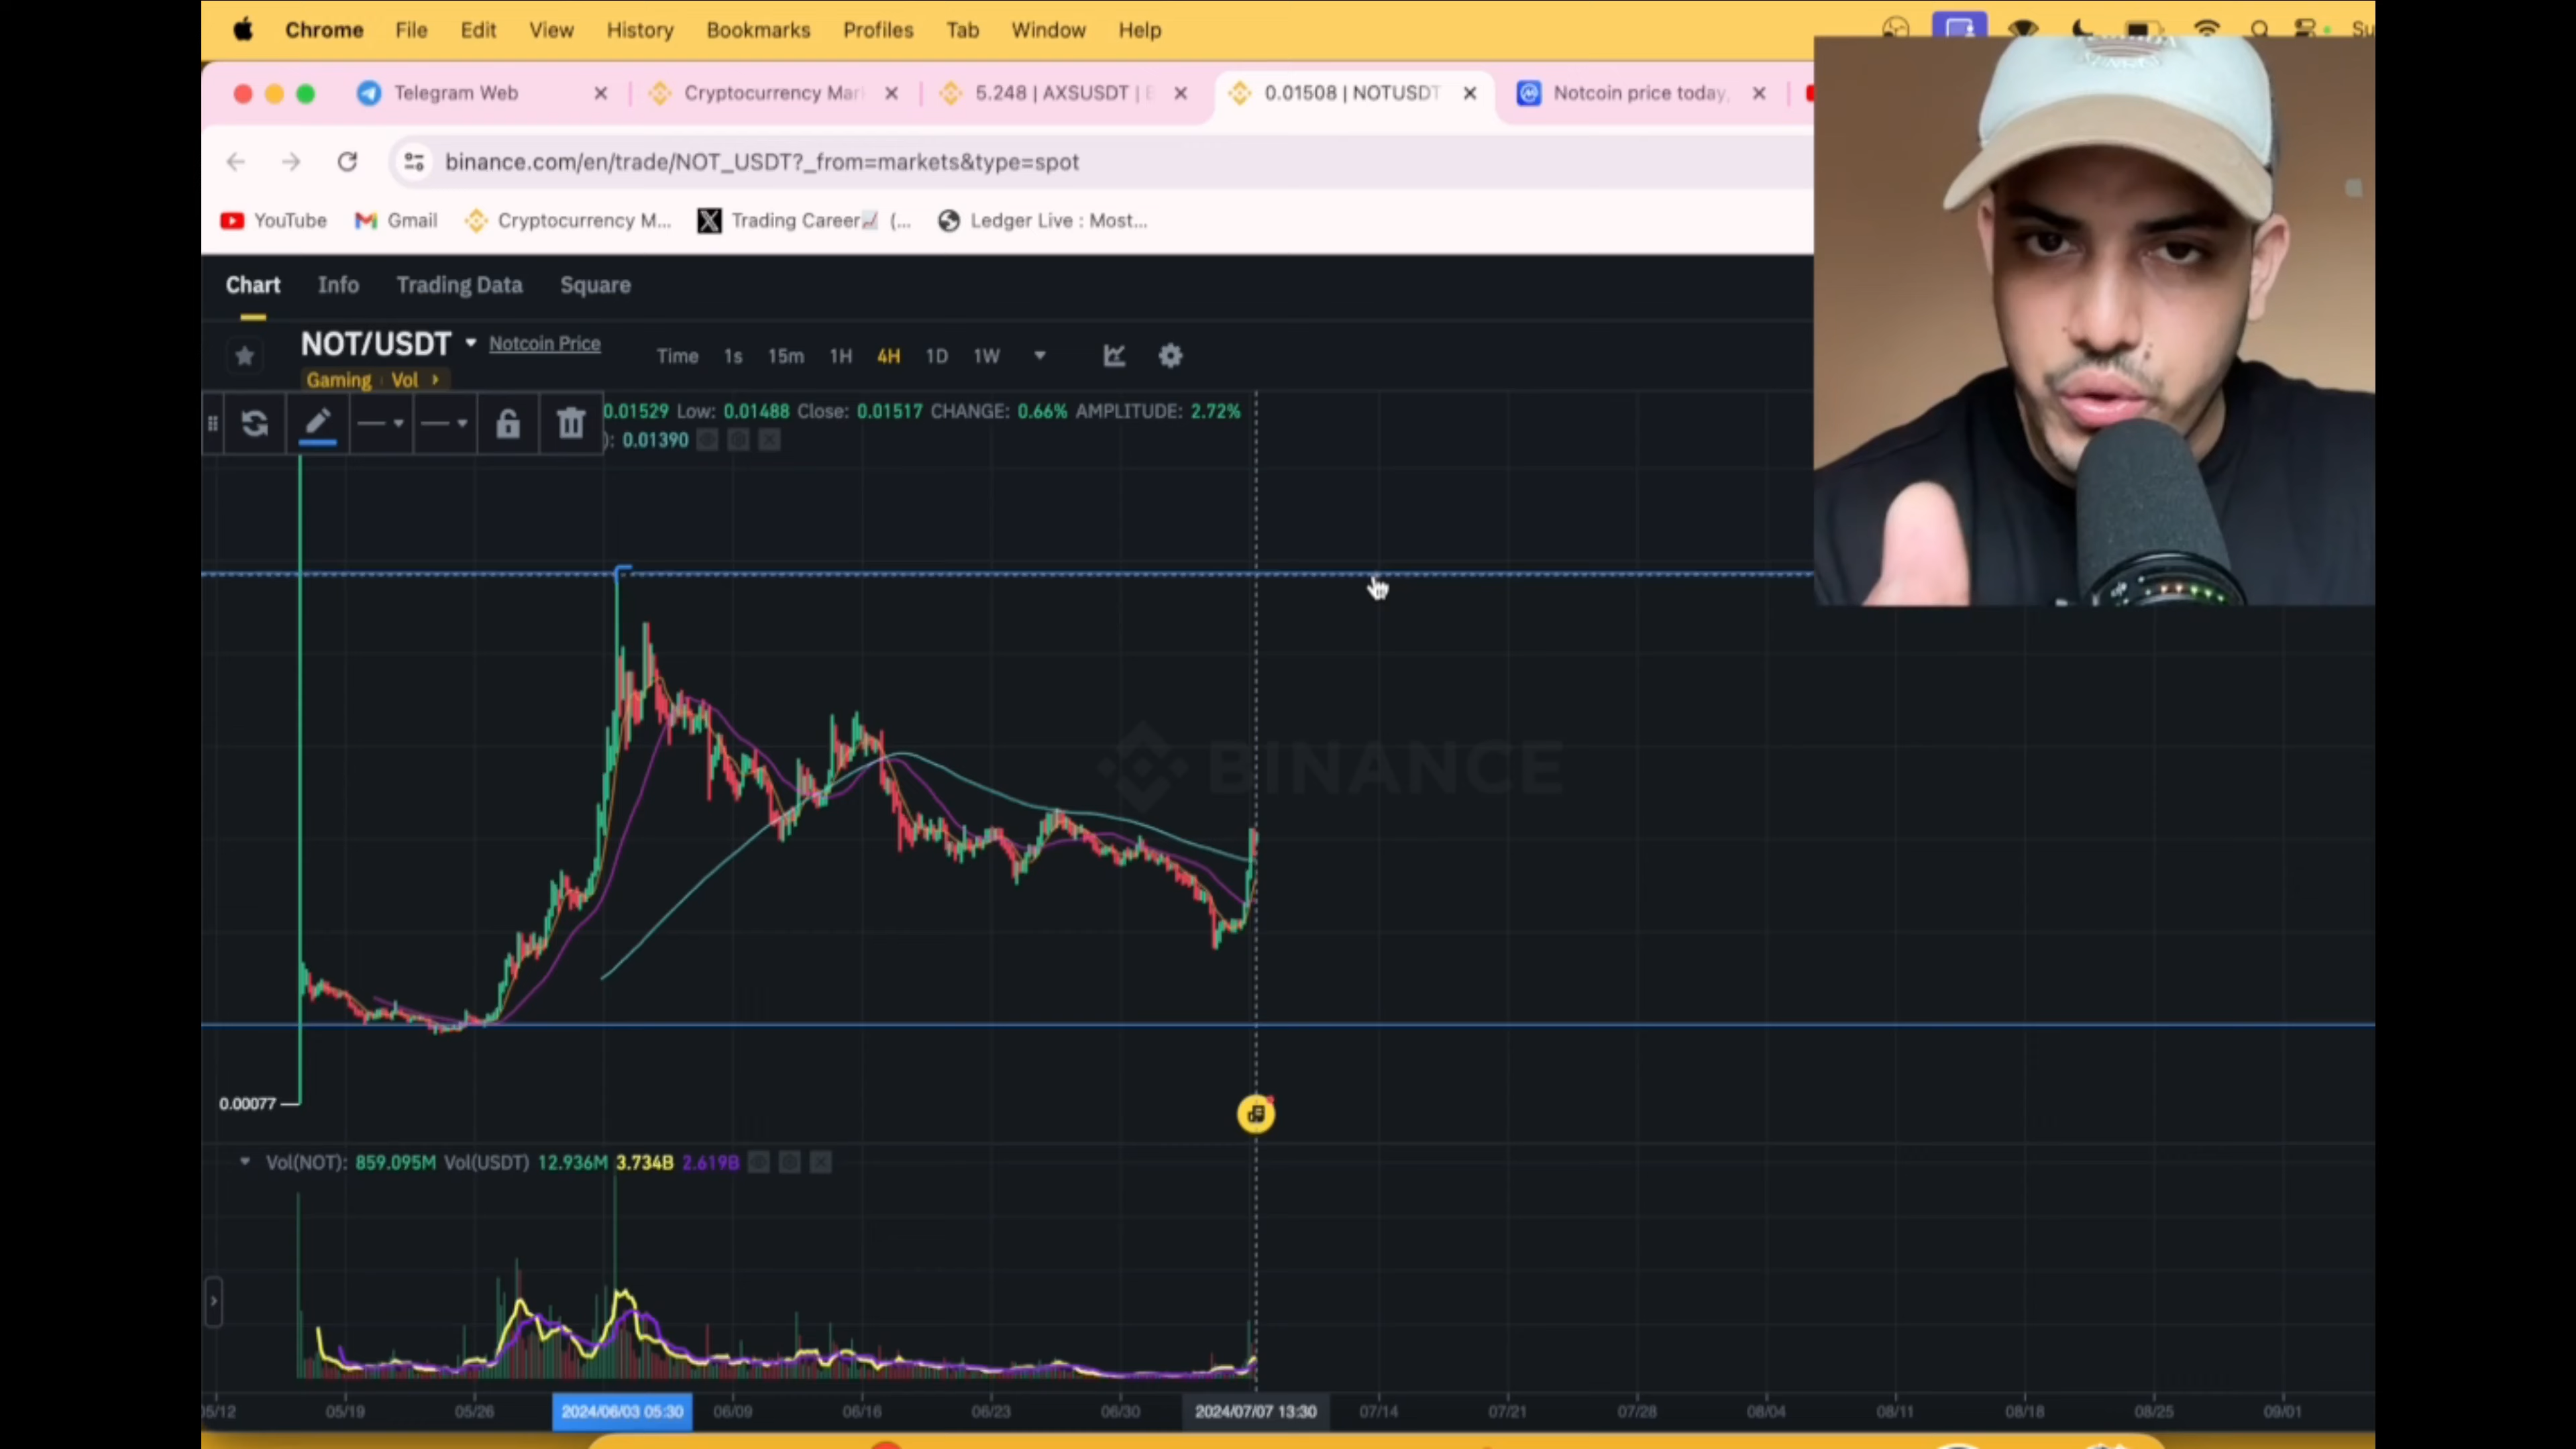 Chrome File Edit View History Bookmarks Profiles Tab Window Help
Telegram Web Cryptocurrency Mar 5.248 | AXSUSDT | 0.01508 | NOTUSDT Notcoin price today,
binance.com/en/trade/NOT_USDT?_from=markets&type=spot
YouTube Gmail Cryptocurrency M... Trading Career (... Ledger Live : Most...
Chart Info Trading Data Square
NOT/USDT Notcoin Price Time 1s 15m 1H 4H 1D 1W
Gaming Vol
0.01529 Low: 0.01488 Close: 0.01517 CHANGE: 0.66% AMPLITUDE: 2.72%
): 0.01390
BINANCE
0.00077
Vol(NOT): 859.095M Vol(USDT) 12.936M 3.734B 2.619B
05/12 05/19 05/26 2024/06/03 05:30 06/09 06/16 06/23 06/30 2024/07/07 13:30 07/14 07/21 07/28 08/04 08/11 08/18 08/25 09/01